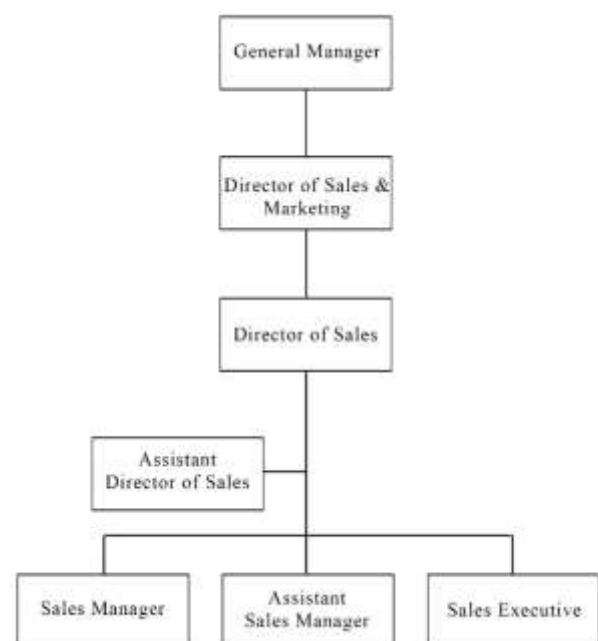 General Manager
Director of Sales &
Marketing
Director of Sales
Assistant
Director of Sales
Sales Manager
Assistant
Sales Manager
Sales Executive